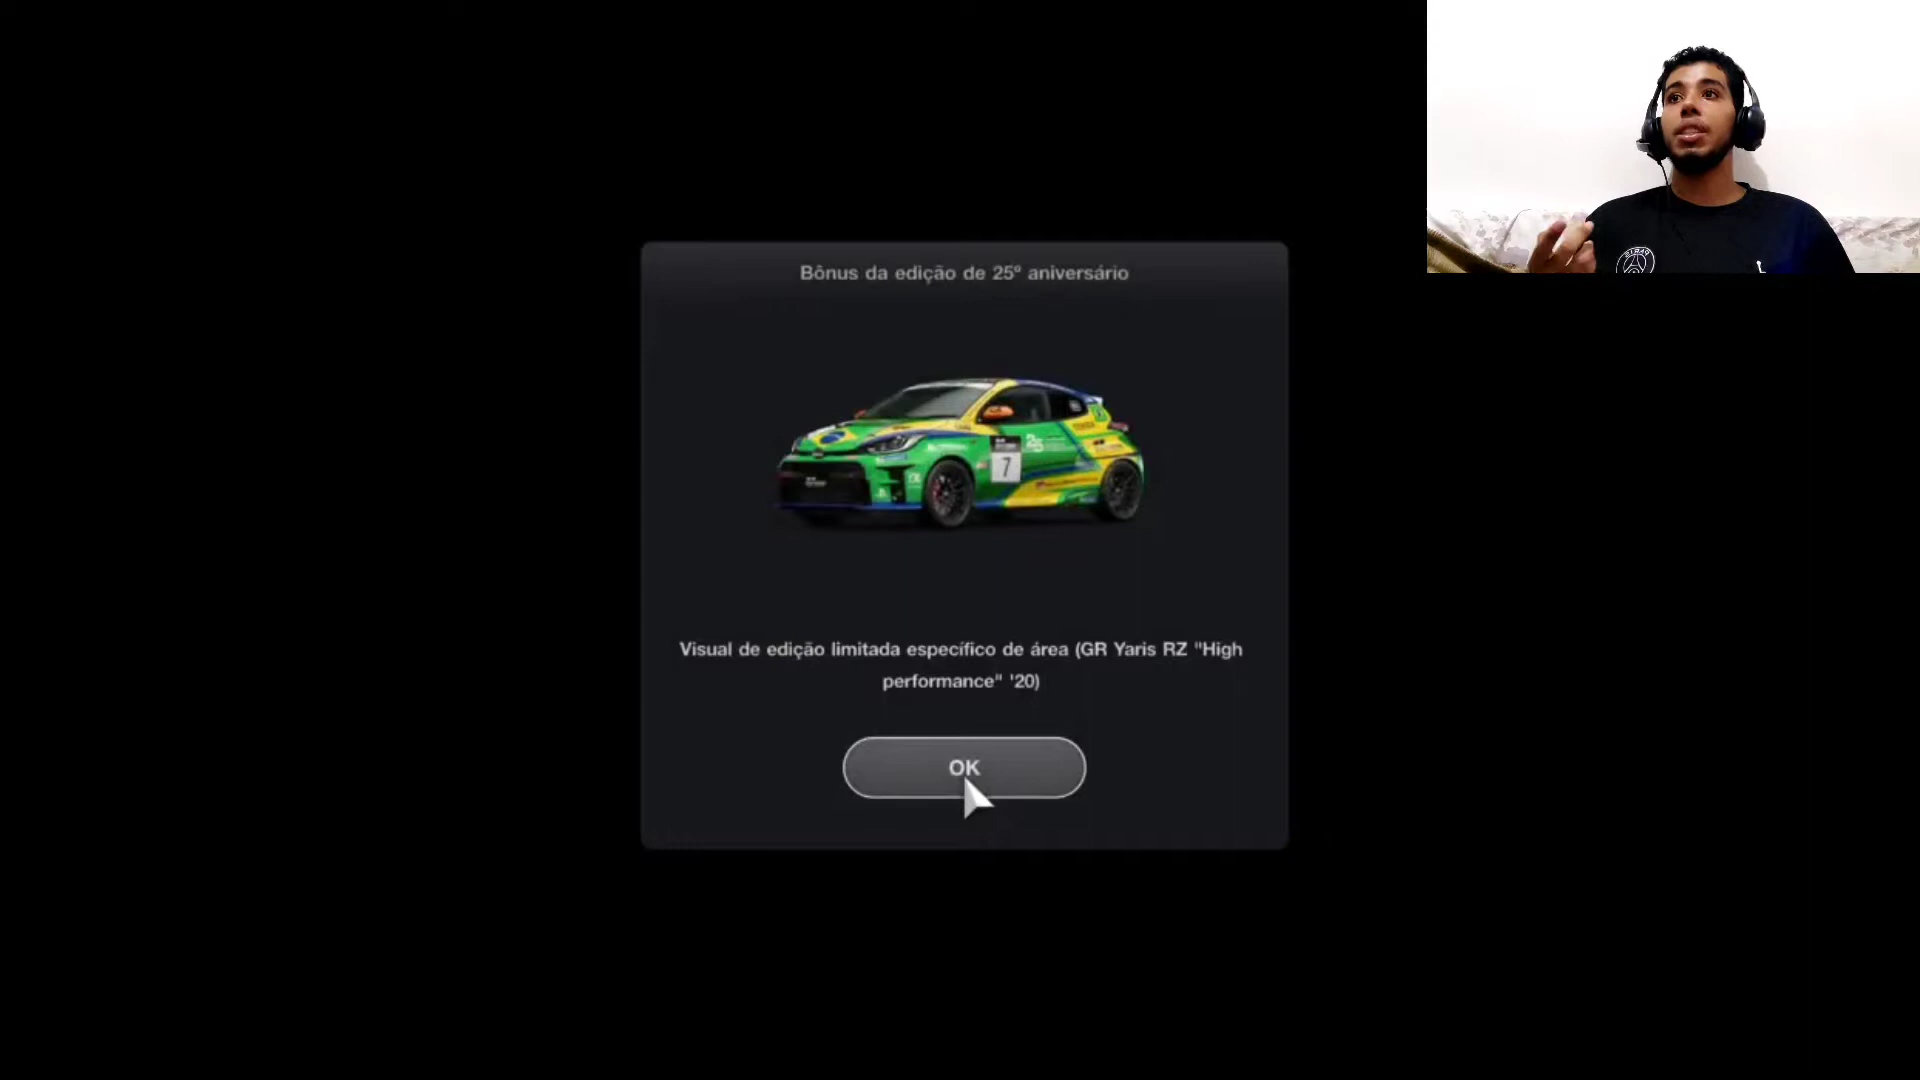 Bônus da edição de 25º aniversário
7
Visual de edição limitada específico de área (GR Yaris RZ "High
performance" '20)
OK